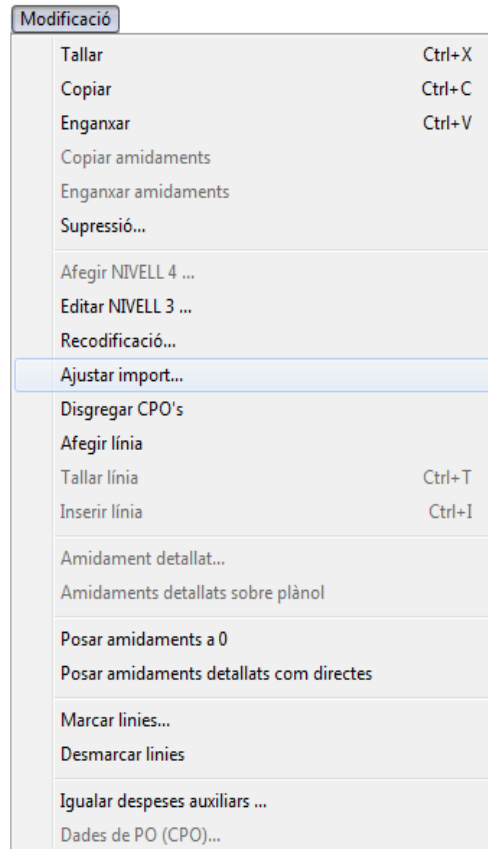 Modificació
Tallar Ctrl+X
Copiar Ctrl+C
Enganxar Ctrl+V
Copiar amidaments
Enganxar amidaments
Supressió...
Afegir NIVELL 4 ...
Editar NIVELL 3 ...
Recodificació...
Ajustar import...
Disgregar CPO's
Afegir línia
Tallar línia Ctrl+T
Inserir línia Ctrl+I
Amidament detallat...
Amidaments detallats sobre plànol
Posar amidaments a 0
Posar amidaments detallats com directes
Marcar linies...
Desmarcar linies
Igualar despeses auxiliars ...
Dades de PO (CPO)...